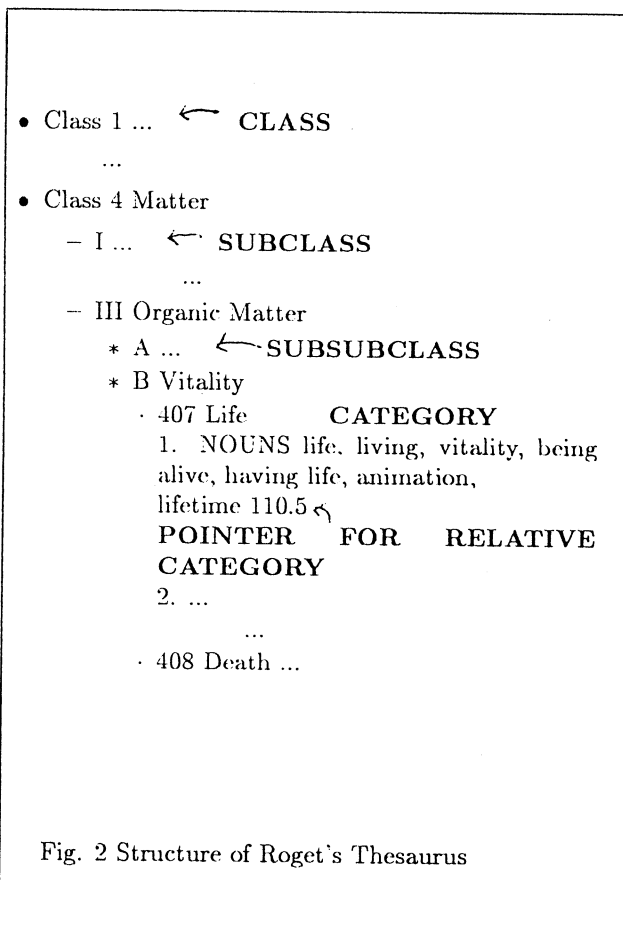 • Class 1 ... ← CLASS
...
• Class 4 Matter
– I ... ← SUBCLASS
...
– III Organic Matter
* A ... ← SUBSUBCLASS
* B Vitality
· 407 Life CATEGORY
1. NOUNS life, living, vitality, being
alive, having life, animation,
lifetime 110.5 ↖
POINTER FOR RELATIVE
CATEGORY
2. ...
...
· 408 Death ...
Fig. 2 Structure of Roget's Thesaurus